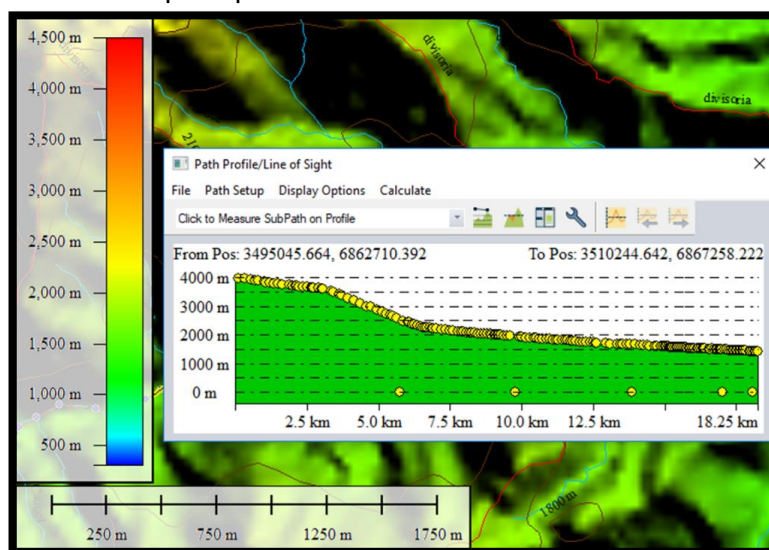 4,500 m
4,000 m
3,500 m
3,000 m
2,500 m
2,000 m
1,500 m
1,000 m
500 m
divisoria
divisoria
Path Profile/Line of Sight
File Path Setup Display Options Calculate
Click to Measure SubPath on Profile
From Pos: 3495045.664, 6862710.392 To Pos: 3510244.642, 6867258.222
4000 m
3000 m
2000 m
1000 m
0 m
2.5 km 5.0 km 7.5 km 10.0 km 12.5 km 18.25 km
1800m
250 m 750 m 1250 m 1750 m